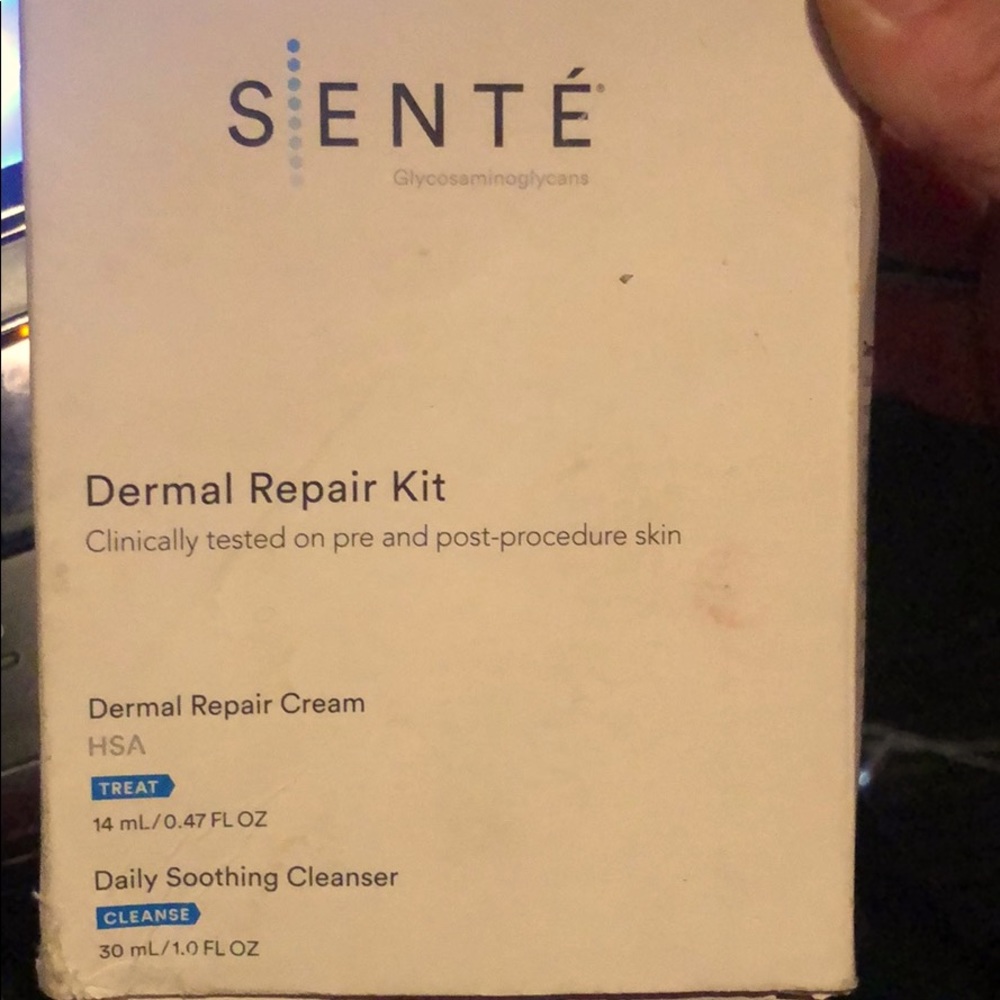 SENTÉ®
Glycosaminoglycans
Dermal Repair Kit
Clinically tested on pre and post-procedure skin
Dermal Repair Cream
HSA
TREAT
14 mL/0.47 FL OZ
Daily Soothing Cleanser
CLEANSE
30 mL/1.0 FL OZ